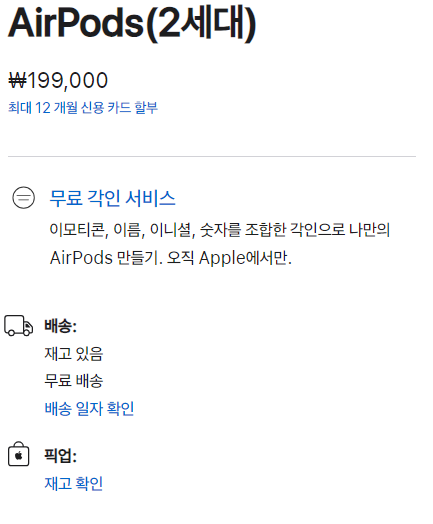 AirPods(2세대)
₩199,000
최대 12 개월 신용 카드 할부
무료 각인 서비스
이모티콘, 이름, 이니셜, 숫자를 조합한 각인으로 나만의
AirPods 만들기. 오직 Apple에서만.
배송:
재고 있음
무료 배송
배송 일자 확인
픽업:
재고 확인